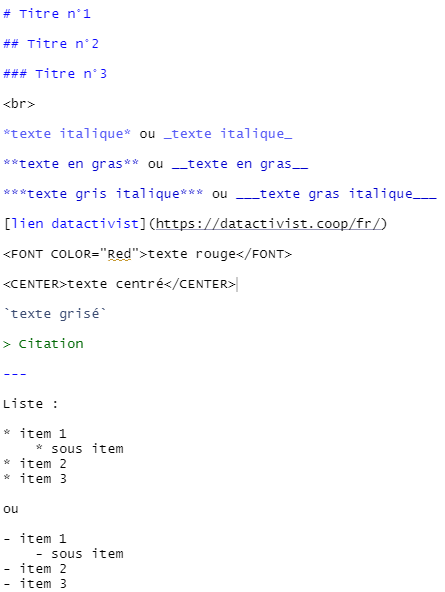 # Titre n°1
## Titre n°2
### Titre n°3
<br>
*texte italique* ou _texte italique_
**texte en gras** ou __texte en gras__
***texte gris italique*** ou ___texte gras italique___
[lien datactivist](https://datactivist.coop/fr/)
<FONT COLOR="Red">texte rouge</FONT>
<CENTER>texte centré</CENTER>
`texte grisé`
> Citation
---
Liste :
* item 1
    * sous item
* item 2
* item 3
ou
- item 1
    - sous item
- item 2
- item 3